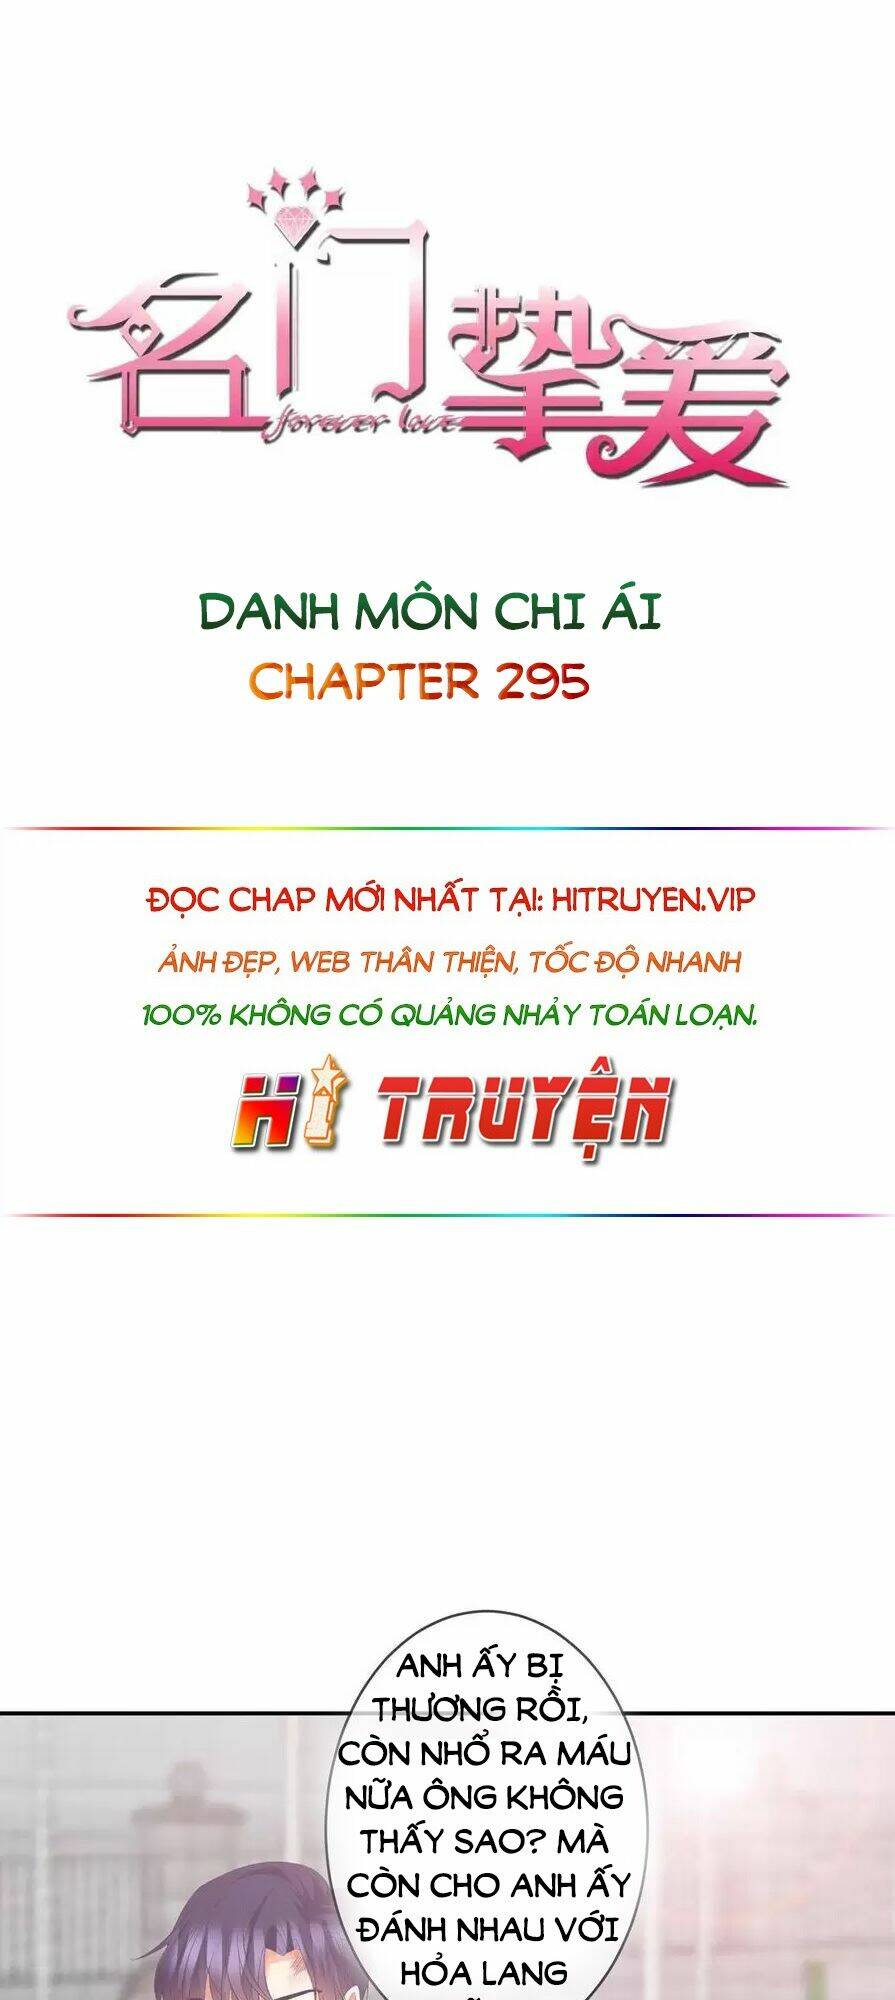 名门挚爱
forever love
DANH MÔN CHI ÁI
CHAPTER 295
ĐỌC CHAP MỚI NHẤT TẠI: HITRUYEN.VIP
ẢNH ĐẸP, WEB THÂN THIỆN, TỐC ĐỘ NHANH
100% KHÔNG CÓ QUẢNG NHẢY TOÁN LOẠN.
HI TRUYỆN
ANH ẤY BỊ
THƯƠNG RỒI,
CÒN NHỔ RA MÁU
NỮA ÔNG KHÔNG
THẤY SAO? MÀ
CÒN CHO ANH ẤY
ĐÁNH NHAU VỚI
HỎA LANG